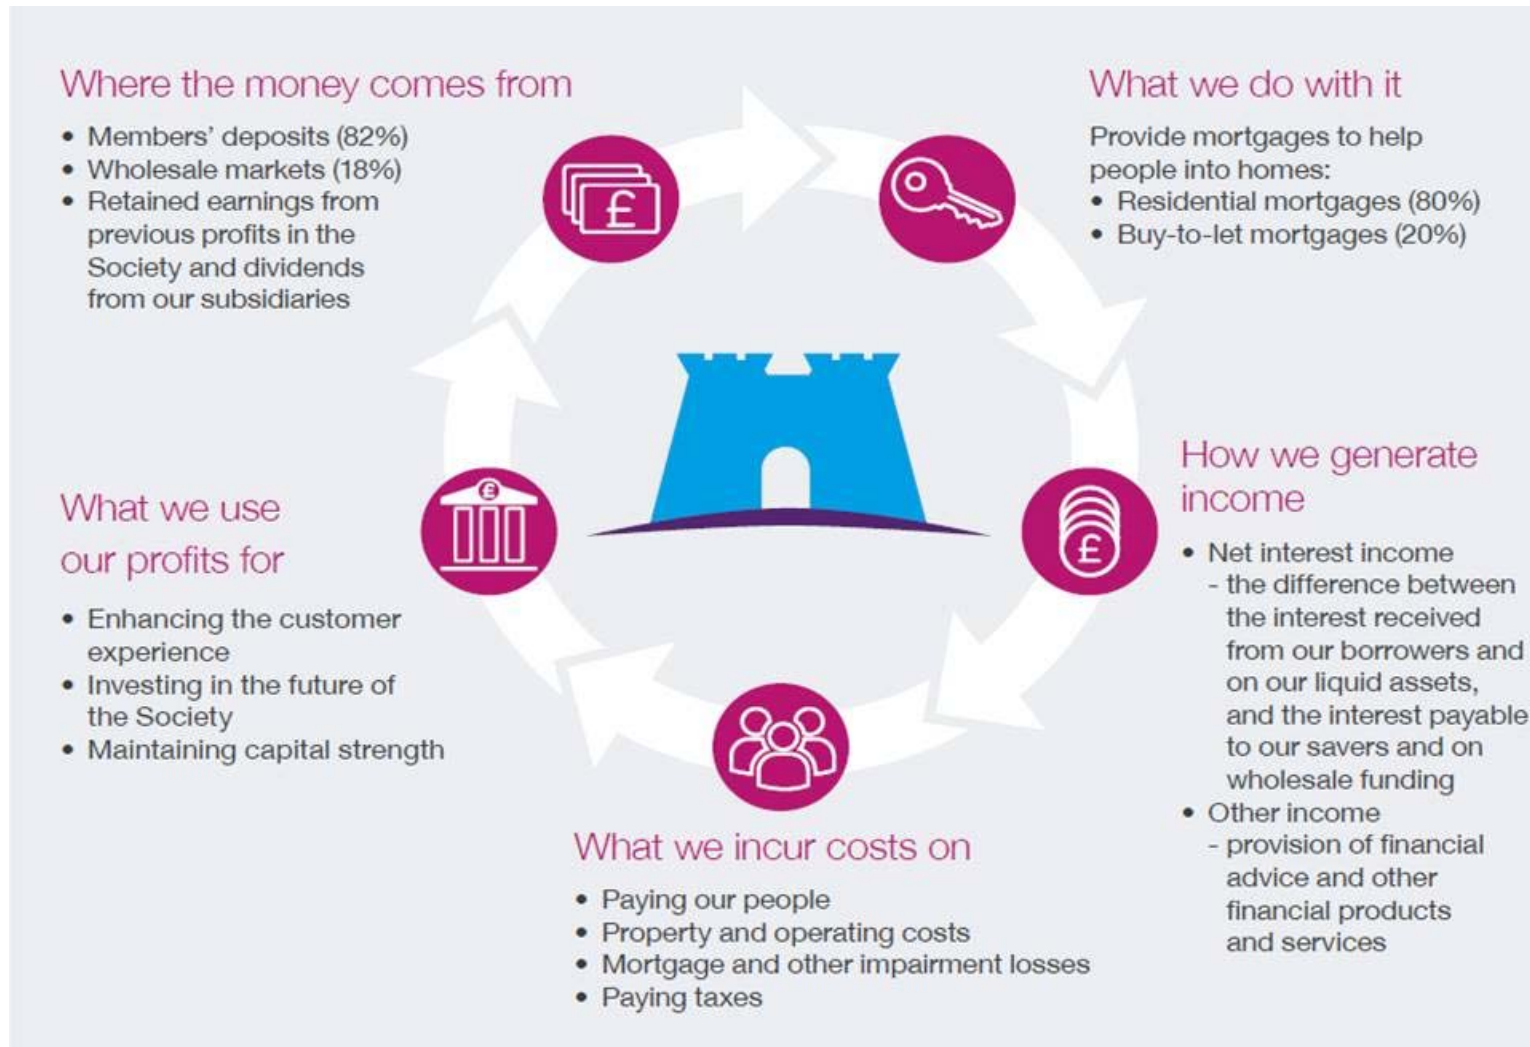 Where the money comes from
• Members' deposits (82%)
• Wholesale markets (18%)
• Retained earnings from
previous profits in the
Society and dividends
from our subsidiaries
£
What we do with it
Provide mortgages to help
people into homes:
• Residential mortgages (80%)
• Buy-to-let mortgages (20%)
How we generate
income
£
• Net interest income
- the difference between
the interest received
from our borrowers and
on our liquid assets,
and the interest payable
to our savers and on
wholesale funding
• Other income
- provision of financial
advice and other
financial products
and services
What we incur costs on
• Paying our people
• Property and operating costs
• Mortgage and other impairment losses
• Paying taxes
What we use
our profits for
£
• Enhancing the customer
experience
• Investing in the future of
the Society
• Maintaining capital strength